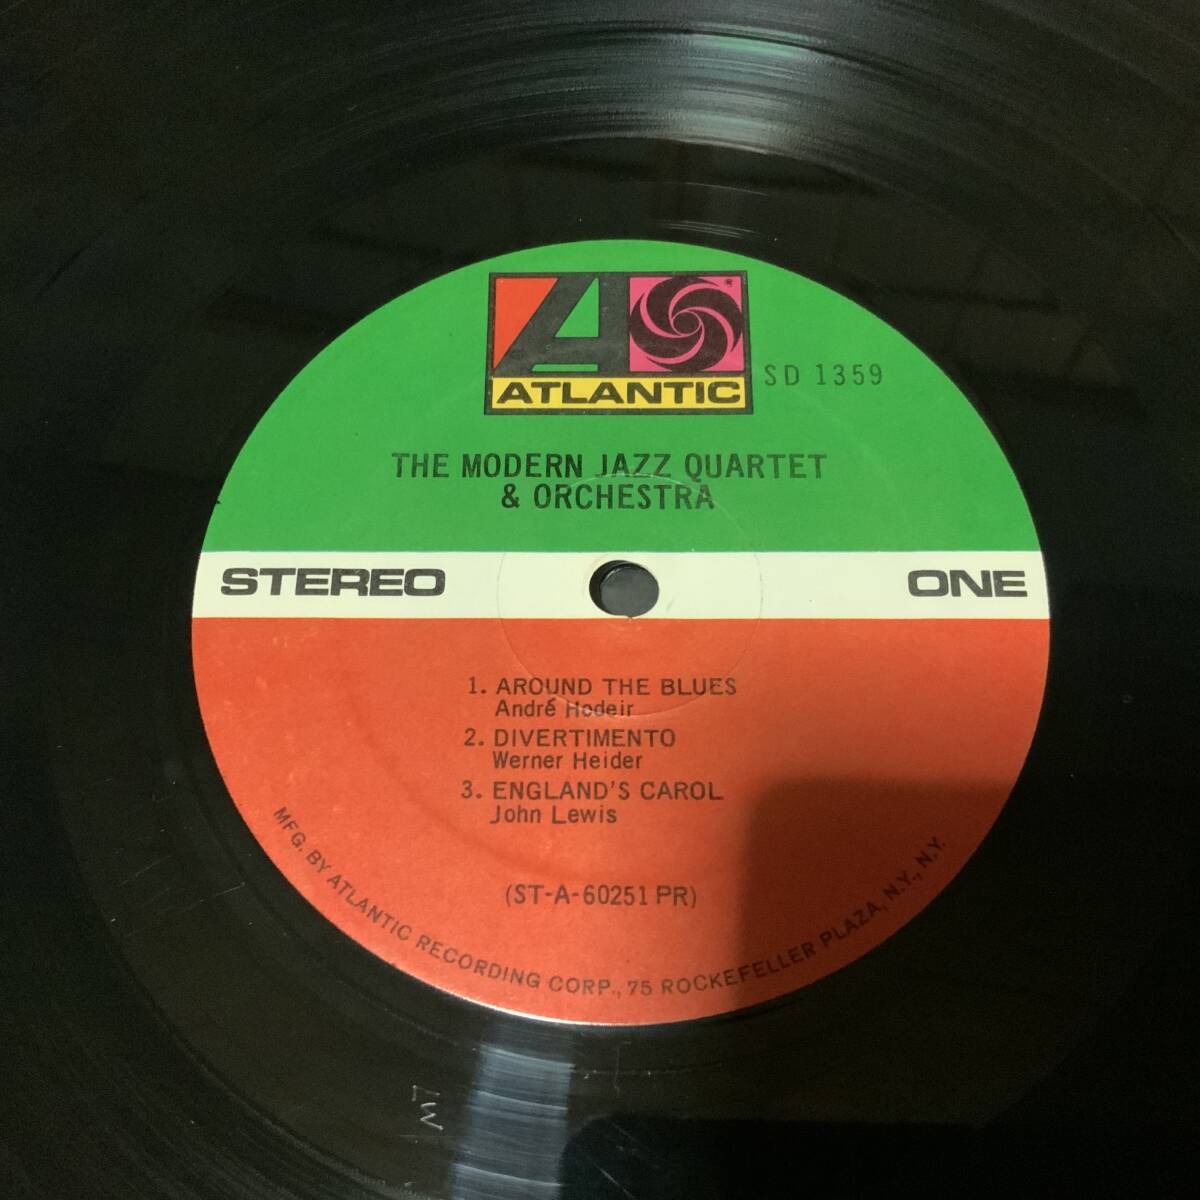 ATLANTIC
®
SD 1359
THE MODERN JAZZ QUARTET
& ORCHESTRA
STEREO
ONE
1. AROUND THE BLUES
André Hodeir
2. DIVERTIMENTO
Werner Heider
3. ENGLAND'S CAROL
John Lewis
(ST-A-60251 PR)
MFG. BY ATLANTIC RECORDING CORP., 75 ROCKEFELLER PLAZA, N.Y., N.Y.
LW